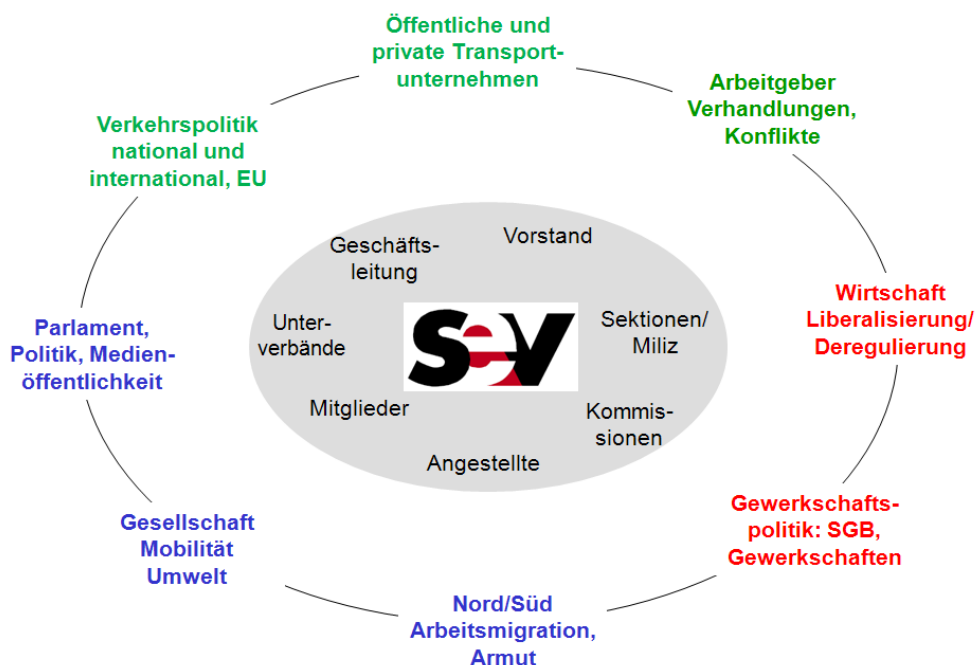 Öffentliche und
private Transport-
unternehmen
Arbeitgeber
Verhandlungen,
Konflikte
Verkehrspolitik
national und
international, EU
Geschäfts-
leitung
Vorstand
Wirtschaft
Liberalisierung/
Deregulierung
Parlament,
Politik, Medien-
öffentlichkeit
Unter-
verbände
sev
Sektionen/
Miliz
Mitglieder
Kommis-
sionen
Angestellte
Gewerkschafts-
politik: SGB,
Gewerkschaften
Gesellschaft
Mobilität
Umwelt
Nord/Süd
Arbeitsmigration,
Armut